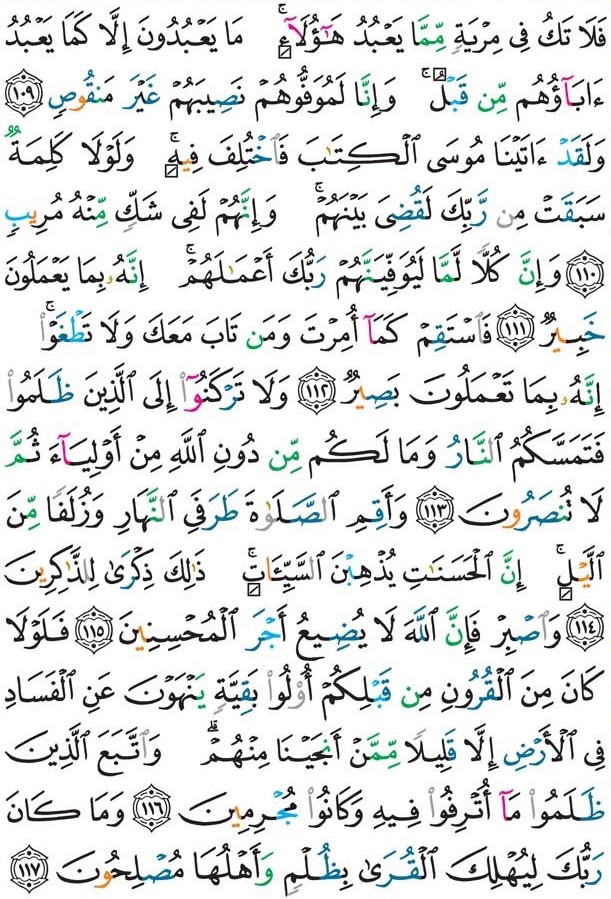 فَلَا تَكُ فِى مِرْيَةٍ مِّمَّا يَعْبُدُ هَـٰٓؤُلَآءِ ۚ مَا يَعْبُدُونَ إِلَّا كَمَا يَعْبُدُ
ءَابَآؤُهُم مِّن قَبْلُ ۚ وَإِنَّا لَمُوَفُّوهُمْ نَصِيبَهُمْ غَيْرَ مَنقُوصٍ ١٠٩
وَلَقَدْ ءَاتَيْنَا مُوسَى ٱلْكِتَـٰبَ فَٱخْتُلِفَ فِيهِ ۚ وَلَوْلَا كَلِمَةٌ
سَبَقَتْ مِن رَّبِّكَ لَقُضِىَ بَيْنَهُمْ ۚ وَإِنَّهُمْ لَفِى شَكٍّ مِّنْهُ مُرِيبٍ
١١٠ وَإِنَّ كُلًّا لَّمَّا لَيُوَفِّيَنَّهُمْ رَبُّكَ أَعْمَـٰلَهُمْ ۚ إِنَّهُۥ بِمَا يَعْمَلُونَ
خَبِيرٌ ١١١ فَٱسْتَقِمْ كَمَآ أُمِرْتَ وَمَن تَابَ مَعَكَ وَلَا تَطْغَوْا۟ ۚ
إِنَّهُۥ بِمَا تَعْمَلُونَ بَصِيرٌ ١١٢ وَلَا تَرْكَنُوٓا۟ إِلَى ٱلَّذِينَ ظَلَمُوا۟
فَتَمَسَّكُمُ ٱلنَّارُ وَمَا لَكُم مِّن دُونِ ٱللَّهِ مِنْ أَوْلِيَآءَ ثُمَّ
لَا تُنصَرُونَ ١١٣ وَأَقِمِ ٱلصَّلَوٰةَ طَرَفَىِ ٱلنَّهَارِ وَزُلَفًا مِّنَ
ٱلَّيْلِ ۚ إِنَّ ٱلْحَسَنَـٰتِ يُذْهِبْنَ ٱلسَّيِّـَٔاتِ ۚ ذَٰلِكَ ذِكْرَىٰ لِلذَّٰكِرِينَ
١١٤ وَٱصْبِرْ فَإِنَّ ٱللَّهَ لَا يُضِيعُ أَجْرَ ٱلْمُحْسِنِينَ ١١٥ فَلَوْلَا
كَانَ مِنَ ٱلْقُرُونِ مِن قَبْلِكُمْ أُو۟لُوا۟ بَقِيَّةٍ يَنْهَوْنَ عَنِ ٱلْفَسَادِ
فِى ٱلْأَرْضِ إِلَّا قَلِيلًا مِّمَّنْ أَنجَيْنَا مِنْهُمْ ۗ وَٱتَّبَعَ ٱلَّذِينَ
ظَلَمُوا۟ مَآ أُتْرِفُوا۟ فِيهِ وَكَانُوا۟ مُجْرِمِينَ ١١٦ وَمَا كَانَ
رَبُّكَ لِيُهْلِكَ ٱلْقُرَىٰ بِظُلْمٍ وَأَهْلُهَا مُصْلِحُونَ ١١٧